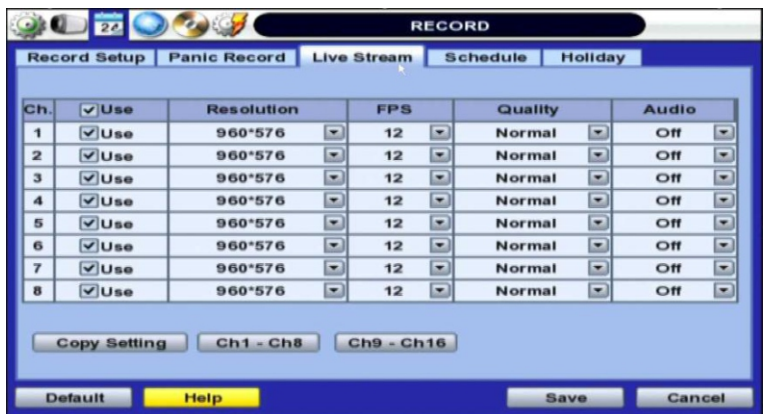 RECORD
Record Setup Panic Record Live Stream Schedule Holiday
Ch. Use Resolution FPS Quality Audio
1 Use 960*576 12 Normal Off
2 Use 960*576 12 Normal Off
3 Use 960*576 12 Normal Off
4 Use 960*576 12 Normal Off
5 Use 960*576 12 Normal Off
6 Use 960*576 12 Normal Off
7 Use 960*576 12 Normal Off
8 Use 960*576 12 Normal Off
Copy Setting Ch1 - Ch8 Ch9 - Ch16
Default Help Save Cancel